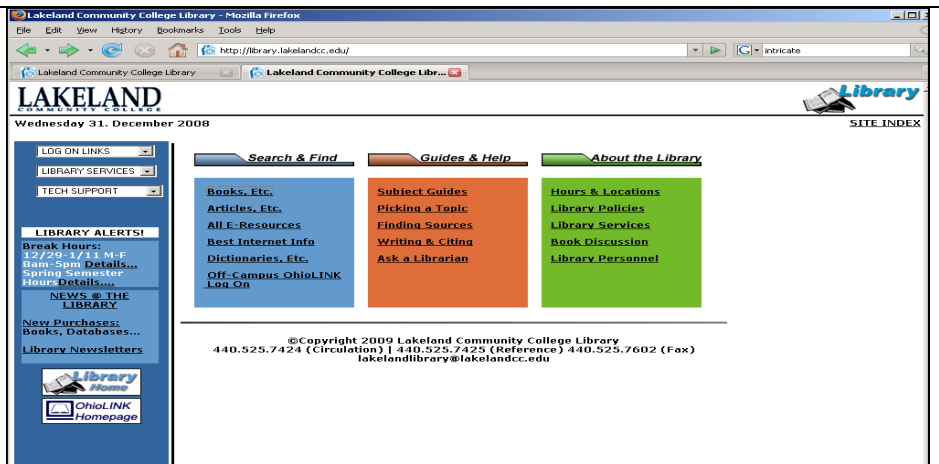 Lakeland Community College Library - Mozilla Firefox
File Edit View History Bookmarks Tools Help
http://library.lakelandcc.edu/
G intricate
Lakeland Community College Library
Lakeland Community College Libr...
LAKELAND
COMMUNITY COLLEGE
Library
Wednesday 31. December 2008
SITE INDEX
LOG ON LINKS
LIBRARY SERVICES
TECH SUPPORT
LIBRARY ALERTS!
Break Hours:
12/29-1/11 M-F
8am-5pm Details...
Spring Semester
HoursDetails....
NEWS @ THE
LIBRARY
New Purchases:
Books, Databases...
Library Newsletters
Library
Home
OhioLINK
Homepage
Search & Find
Books, Etc.
Articles, Etc.
All E-Resources
Best Internet Info
Dictionaries, Etc.
Off-Campus OhioLINK
Log On
Guides & Help
Subject Guides
Picking a Topic
Finding Sources
Writing & Citing
Ask a Librarian
About the Library
Hours & Locations
Library Policies
Library Services
Book Discussion
Library Personnel
©Copyright 2009 Lakeland Community College Library
440.525.7424 (Circulation) | 440.525.7425 (Reference) 440.525.7602 (Fax)
lakelandlibrary@lakelandcc.edu